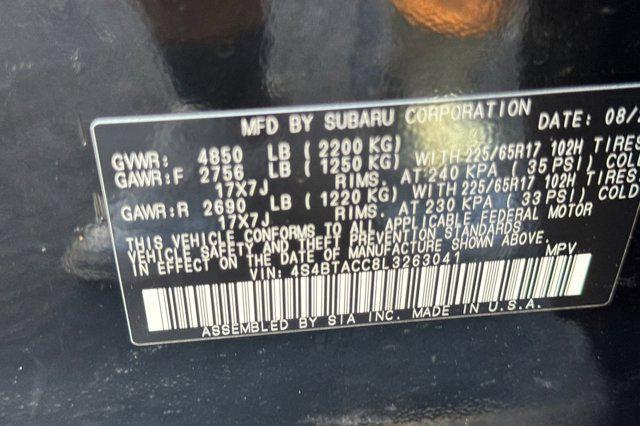 MFD BY SUBARU CORPORATION DATE: 08/
GVWR: 4850 LB (2200 KG)
GAWR:F 2756 LB (1250 KG) WITH 225/65R17 102H TIRES
17X7J RIMS. AT 240 KPA (35 PSI) COLD
GAWR:R 2690 LB (1220 KG) WITH 225/65R17 102H TIRES
17X7J RIMS. AT 230 KPA (33 PSI) COLD
THIS VEHICLE CONFORMS TO ALL APPLICABLE FEDERAL MOTOR
VEHICLE SAFETY AND BUMPER STANDARDS
IN EFFECT ON THE DATE OF MANUFACTURE SHOWN ABOVE.
VIN: 4S4BTACC8L3263041 MPV
ASSEMBLED BY SIA INC. MADE IN U.S.A.